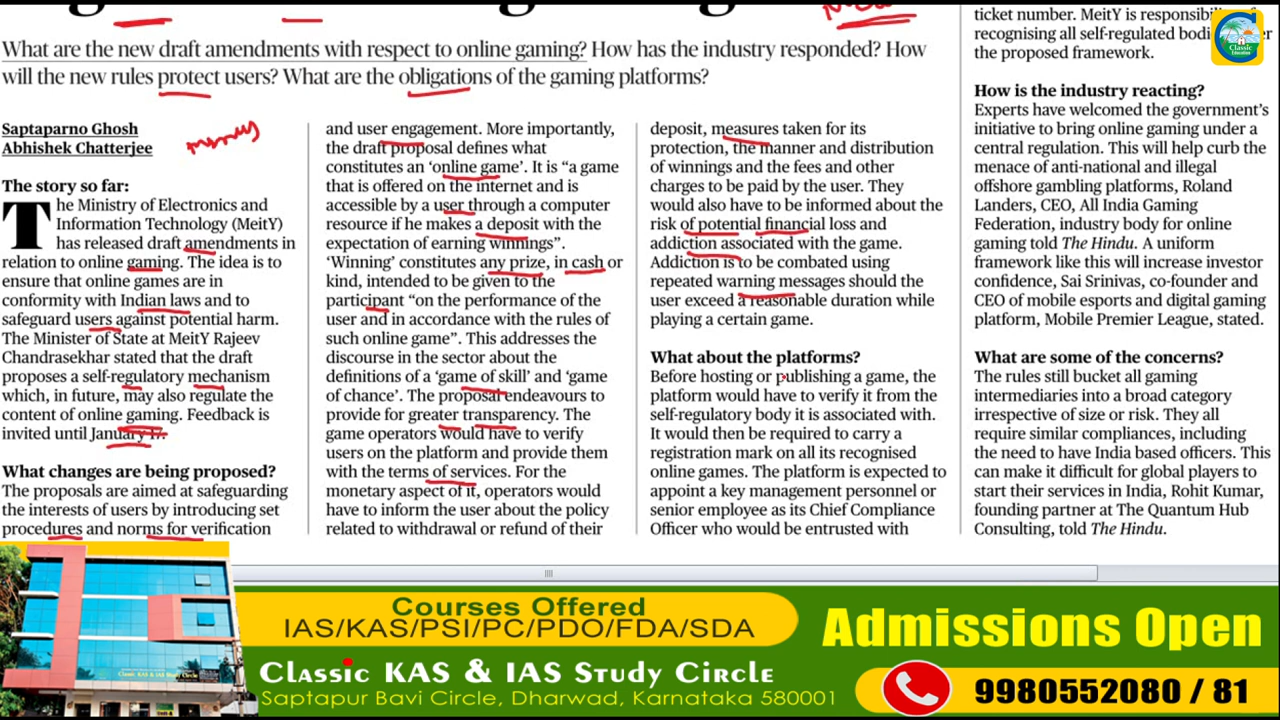 What are the new draft amendments with respect to online gaming? How has the industry responded? How
will the new rules protect users? What are the obligations of the gaming platforms?
Saptaparno Ghosh
Abhishek Chatterjee
The story so far:
The Ministry of Electronics and
Information Technology (MeitY)
has released draft amendments in
relation to online gaming. The idea is to
ensure that online games are in
conformity with Indian laws and to
safeguard users against potential harm.
The Minister of State at MeitY Rajeev
Chandrasekhar stated that the draft
proposes a self-regulatory mechanism
which, in future, may also regulate the
content of online gaming. Feedback is
invited until January 17.
What changes are being proposed?
The proposals are aimed at safeguarding
the interests of users by introducing set
procedures and norms for verification
and user engagement. More importantly,
the draft proposal defines what
constitutes an ‘online game’. It is “a game
that is offered on the internet and is
accessible by a user through a computer
resource if he makes a deposit with the
expectation of earning winnings”.
‘Winning’ constitutes any prize, in cash or
kind, intended to be given to the
participant “on the performance of the
user and in accordance with the rules of
such online game”. This addresses the
discourse in the sector about the
definitions of a ‘game of skill’ and ‘game
of chance’. The proposal endeavours to
provide for greater transparency. The
game operators would have to verify
users on the platform and provide them
with the terms of services. For the
monetary aspect of it, operators would
have to inform the user about the policy
related to withdrawal or refund of their
deposit, measures taken for its
protection, the manner and distribution
of winnings and the fees and other
charges to be paid by the user. They
would also have to be informed about the
risk of potential financial loss and
addiction associated with the game.
Addiction is to be combated using
repeated warning messages should the
user exceed a reasonable duration while
playing a certain game.
What about the platforms?
Before hosting or publishing a game, the
platform would have to verify it from the
self-regulatory body it is associated with.
It would then be required to carry a
registration mark on all its recognised
online games. The platform is expected to
appoint a key management personnel or
senior employee as its Chief Compliance
Officer who would be entrusted with
ticket number. MeitY is
recognising all self-regulated
the proposed framework.
How is the industry reacting?
Experts have welcomed the government’s
initiative to bring online gaming under a
central regulation. This will help curb the
menace of anti-national and illegal
offshore gambling platforms, Roland
Landers, CEO, All India Gaming
Federation, industry body for online
gaming told The Hindu. A uniform
framework like this will increase investor
confidence, Sai Srinivas, co-founder and
CEO of mobile esports and digital gaming
platform, Mobile Premier League, stated.
What are some of the concerns?
The rules still bucket all gaming
intermediaries into a broad category
irrespective of size or risk. They all
require similar compliances, including
the need to have India based officers. This
can make it difficult for global players to
start their services in India, Rohit Kumar,
founding partner at The Quantum Hub
Consulting, told The Hindu.
Classic
Education
Courses Offered
IAS/KAS/PSI/PC/PDO/FDA/SDA
Classic KAS & IAS Study Circle
Saptapur Bavi Circle, Dharwad, Karnataka 580001
Admissions Open
9980552080 / 81